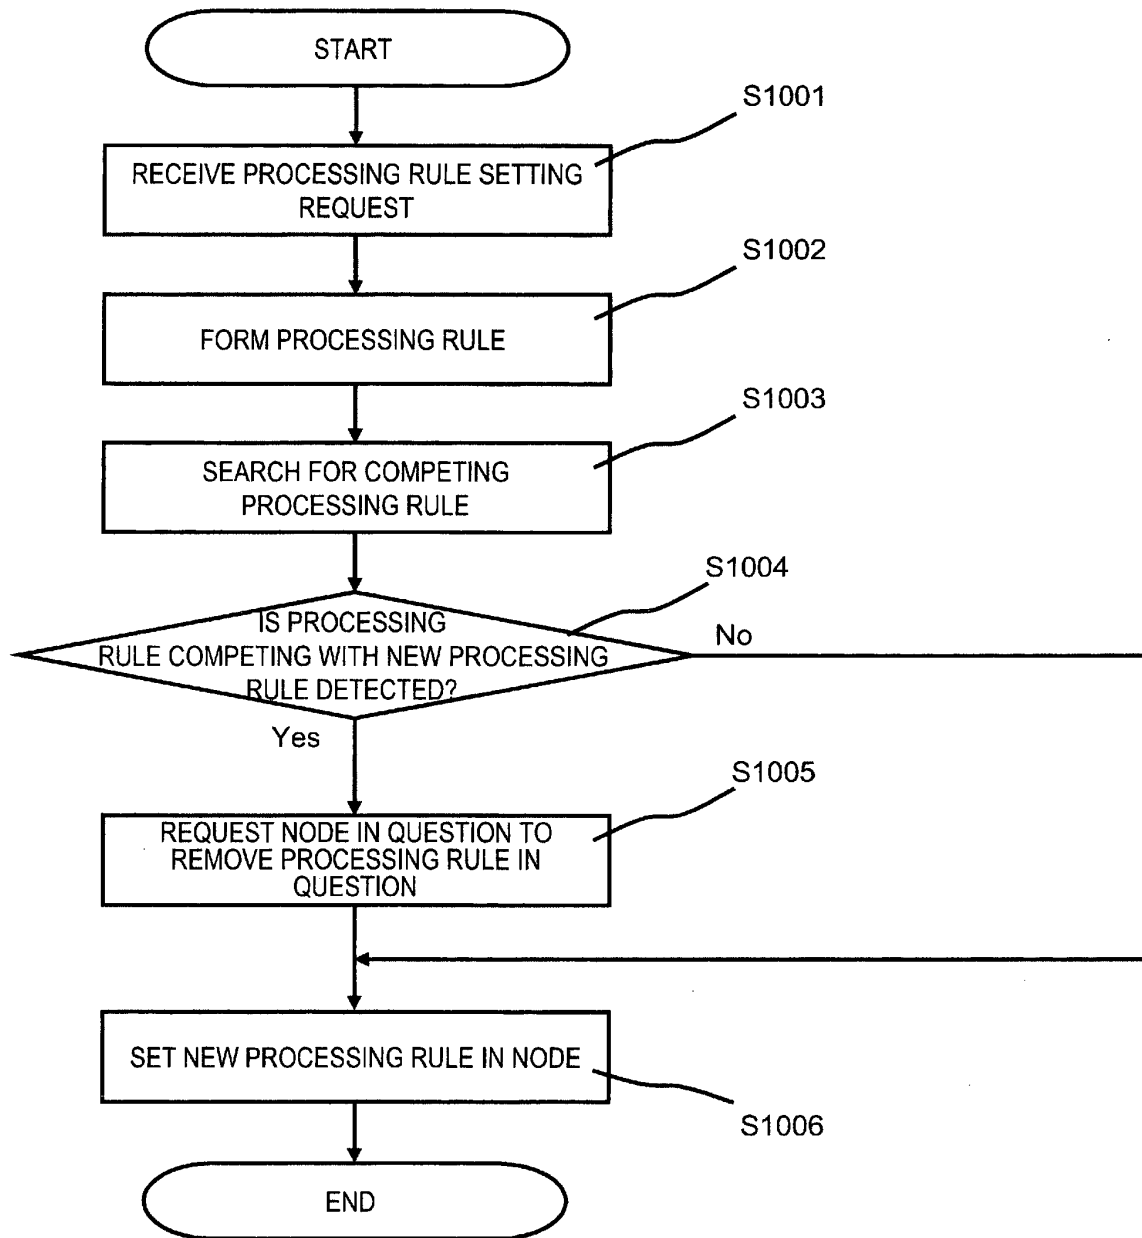 START
S1001
RECEIVE PROCESSING RULE SETTING
REQUEST
S1002
FORM PROCESSING RULE
S1003
SEARCH FOR COMPETING
PROCESSING RULE
S1004
IS PROCESSING
RULE COMPETING WITH NEW PROCESSING
RULE DETECTED?
No
Yes
S1005
REQUEST NODE IN QUESTION TO
REMOVE PROCESSING RULE IN
QUESTION
SET NEW PROCESSING RULE IN NODE
S1006
END